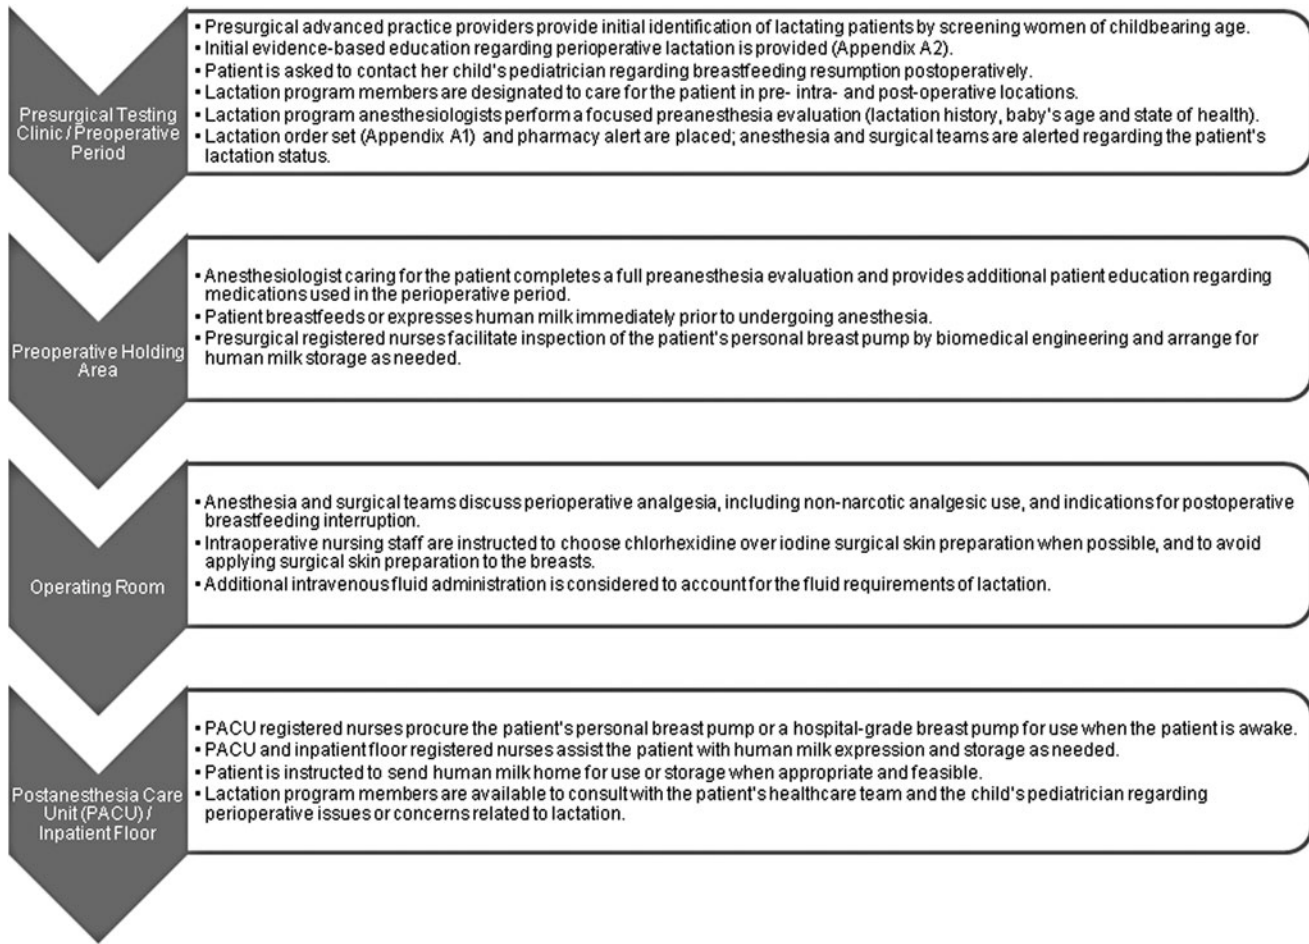 Presurgical Testing
Clinic / Preoperative
Period
▪ Presurgical advanced practice providers provide initial identification of lactating patients by screening women of childbearing age.
▪ Initial evidence-based education regarding perioperative lactation is provided (Appendix A2).
▪ Patient is asked to contact her child's pediatrician regarding breastfeeding resumption postoperatively.
▪ Lactation program members are designated to care for the patient in pre- intra- and post-operative locations.
▪ Lactation program anesthesiologists perform a focused preanesthesia evaluation (lactation history, baby's age and state of health).
▪ Lactation order set (Appendix A1) and pharmacy alert are placed; anesthesia and surgical teams are alerted regarding the patient's
lactation status.
Preoperative Holding
Area
▪ Anesthesiologist caring for the patient completes a full preanesthesia evaluation and provides additional patient education regarding
medications used in the perioperative period.
▪ Patient breastfeeds or expresses human milk immediately prior to undergoing anesthesia.
▪ Presurgical registered nurses facilitate inspection of the patient's personal breast pump by biomedical engineering and arrange for
human milk storage as needed.
Operating Room
▪ Anesthesia and surgical teams discuss perioperative analgesia, including non-narcotic analgesic use, and indications for postoperative
breastfeeding interruption.
▪ Intraoperative nursing staff are instructed to choose chlorhexidine over iodine surgical skin preparation when possible, and to avoid
applying surgical skin preparation to the breasts.
▪ Additional intravenous fluid administration is considered to account for the fluid requirements of lactation.
Postanesthesia Care
Unit (PACU) /
Inpatient Floor
▪ PACU registered nurses procure the patient's personal breast pump or a hospital-grade breast pump for use when the patient is awake.
▪ PACU and inpatient floor registered nurses assist the patient with human milk expression and storage as needed.
▪ Patient is instructed to send human milk home for use or storage when appropriate and feasible.
▪ Lactation program members are available to consult with the patient's healthcare team and the child's pediatrician regarding
perioperative issues or concerns related to lactation.